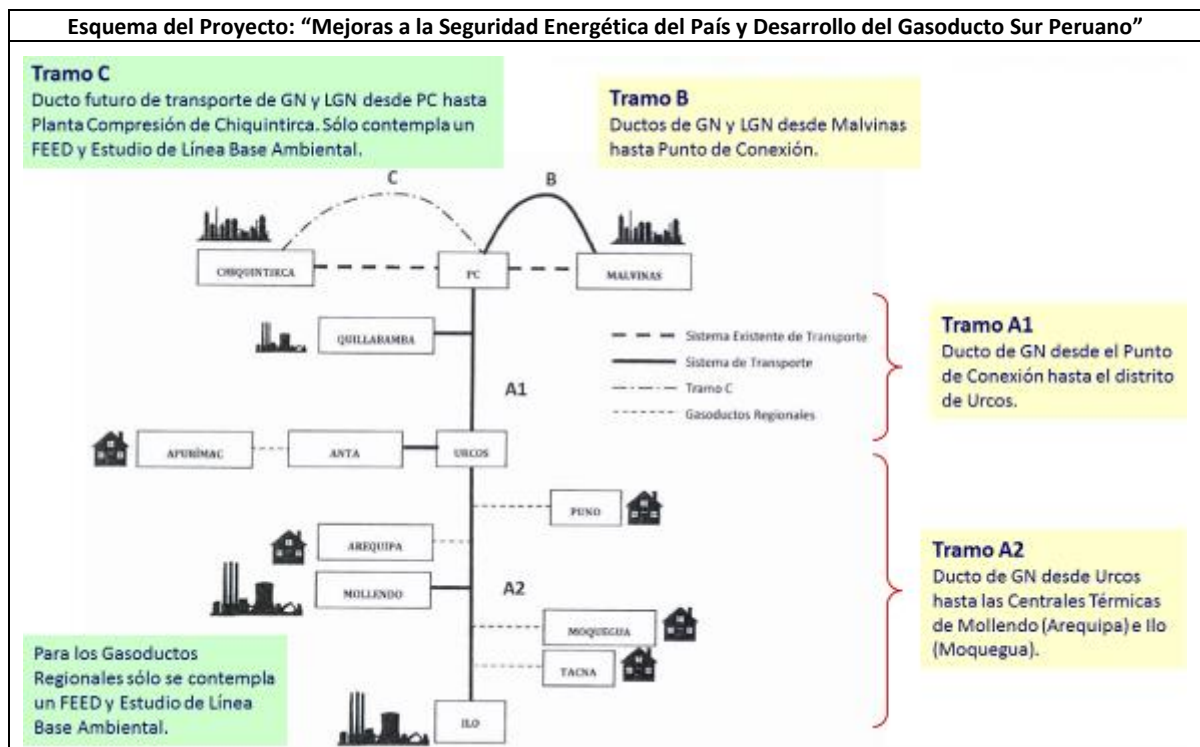 Esquema del Proyecto: “Mejoras a la Seguridad Energética del País y Desarrollo del Gasoducto Sur Peruano”
Tramo C
Ducto futuro de transporte de GN y LGN desde PC hasta
Planta Compresión de Chiquintirca. Sólo contempla un
FEED y Estudio de Línea Base Ambiental.
Tramo B
Ductos de GN y LGN desde Malvinas
hasta Punto de Conexión.
C
B
CHIQUINTIRCA
PC
MALVINAS
QUILLABAMBA
Sistema Existente de Transporte
Sistema de Transporte
Tramo C
Gasoductos Regionales
A1
Tramo A1
Ducto de GN desde el Punto
de Conexión hasta el distrito
de Urcos.
APURÍMAC
ANTA
URCOS
PUNO
AREQUIPA
MOLLENDO
A2
MOQUEGUA
TACNA
ILO
Tramo A2
Ducto de GN desde Urcos
hasta las Centrales Térmicas
de Mollendo (Arequipa) e Ilo
(Moquegua).
Para los Gasoductos
Regionales sólo se contempla
un FEED y Estudio de Línea
Base Ambiental.